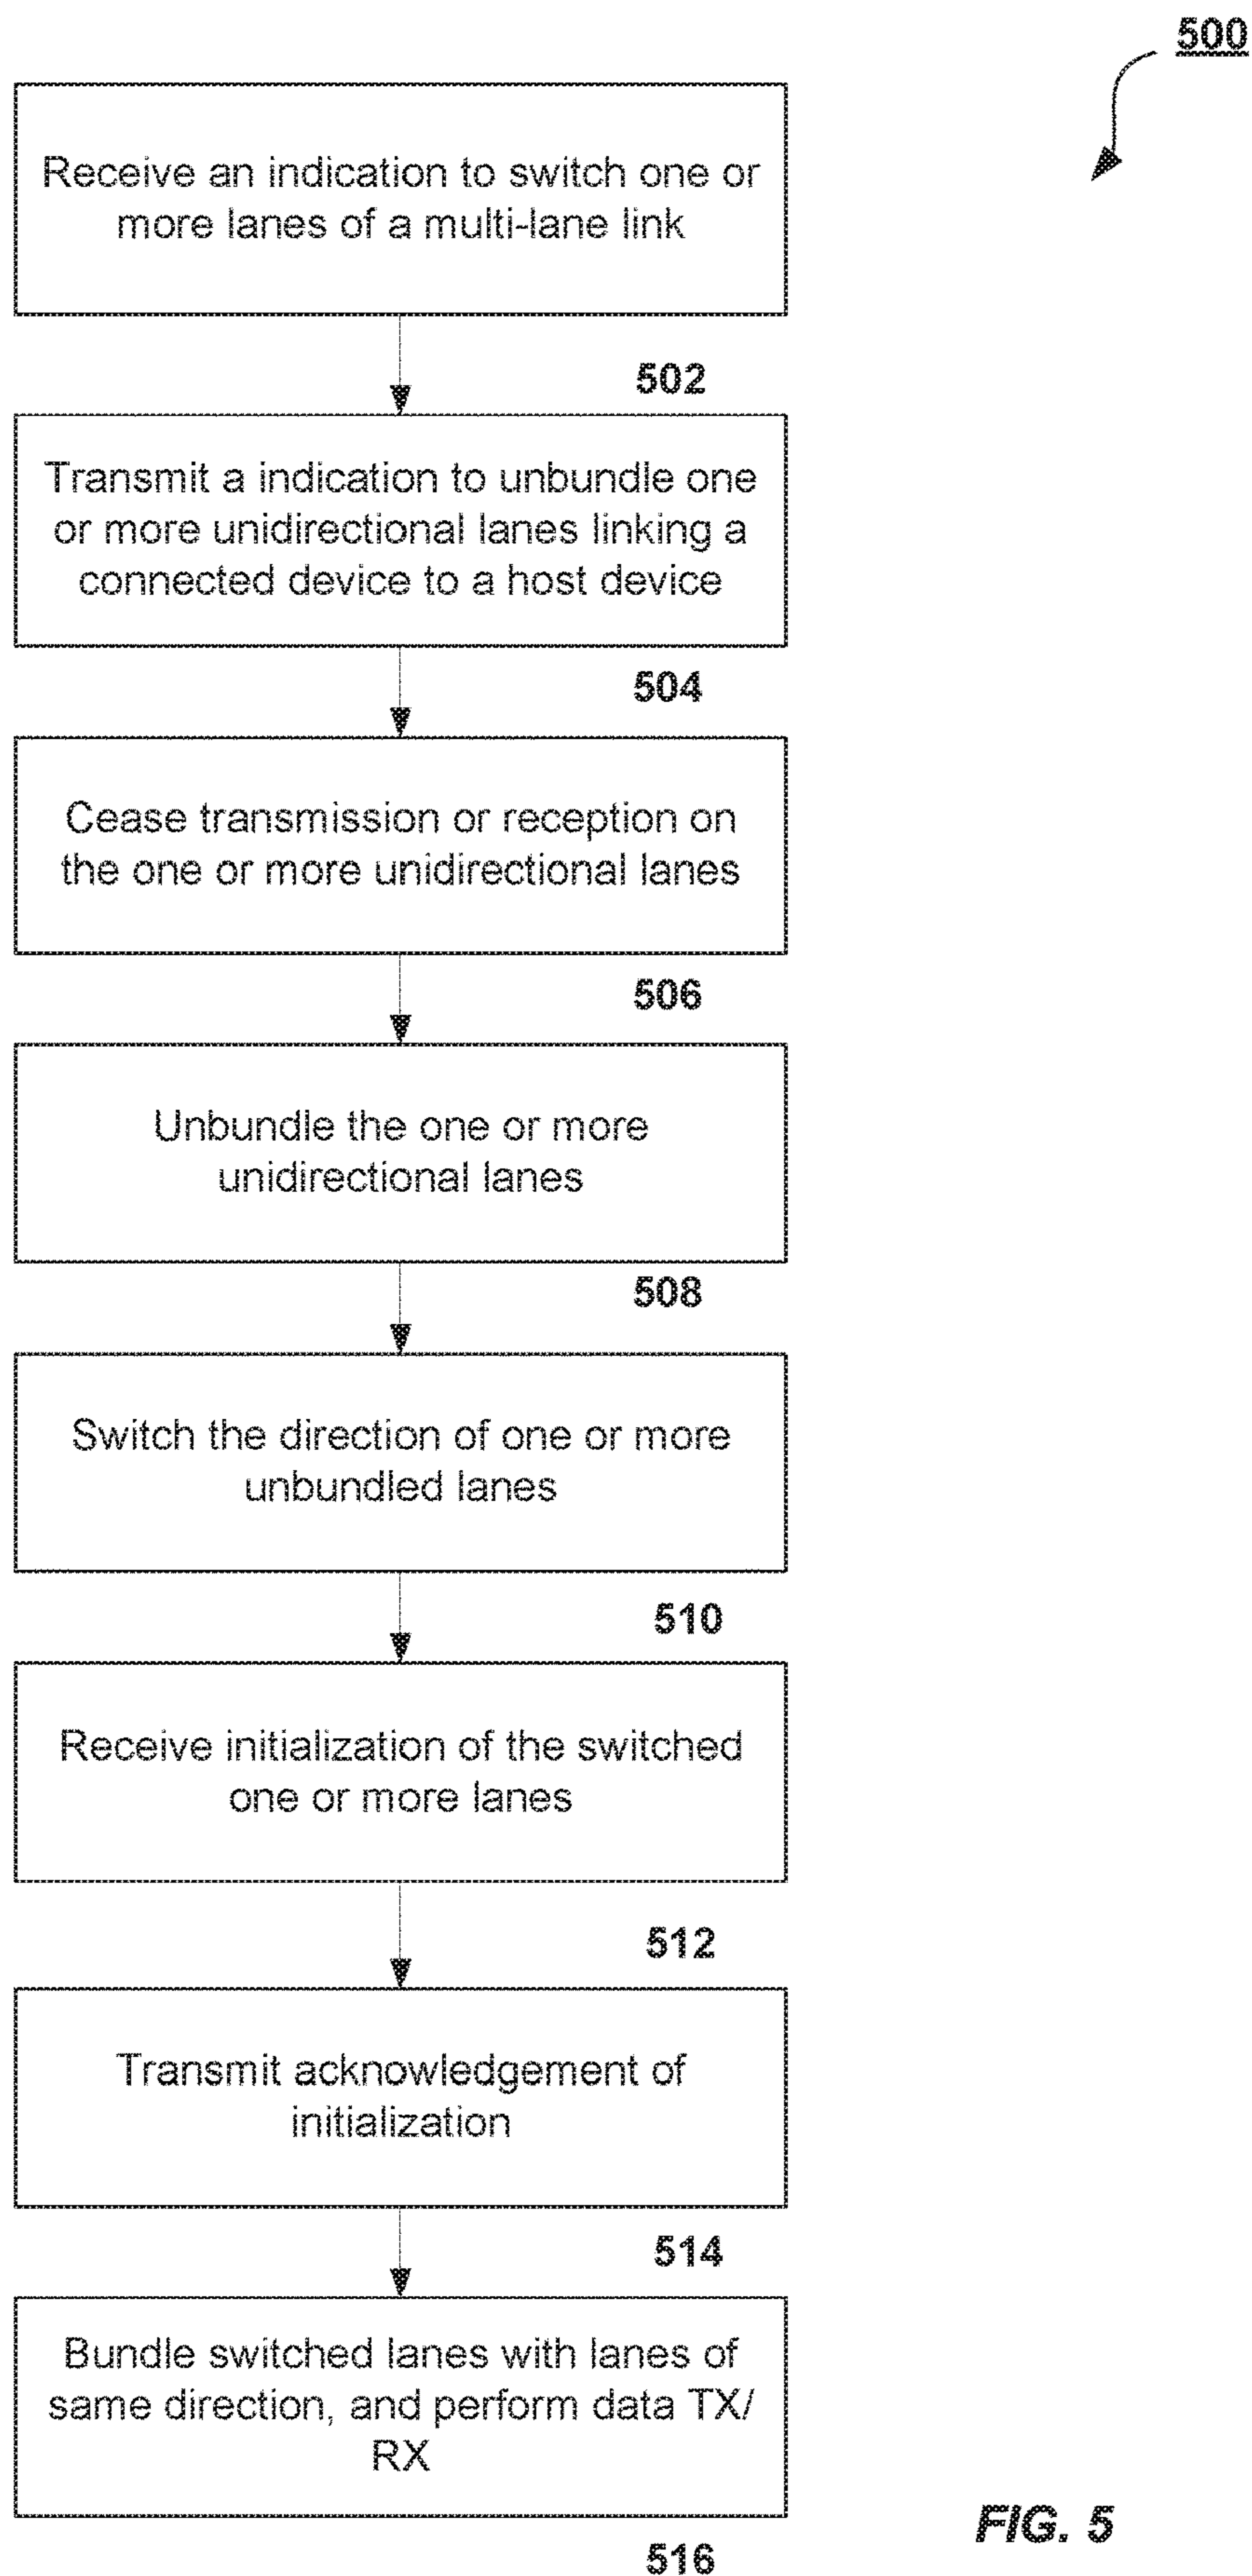 500
Receive an indication to switch one or
more lanes of a multi-lane link
502
Transmit a indication to unbundle one
or more unidirectional lanes linking a
connected device to a host device
504
Cease transmission or reception on
the one or more unidirectional lanes
506
Unbundle the one or more
unidirectional lanes
508
Switch the direction of one or more
unbundled lanes
510
Receive initialization of the switched
one or more lanes
512
Transmit acknowledgement of
initialization
514
Bundle switched lanes with lanes of
same direction, and perform data TX/
RX
516
FIG. 5